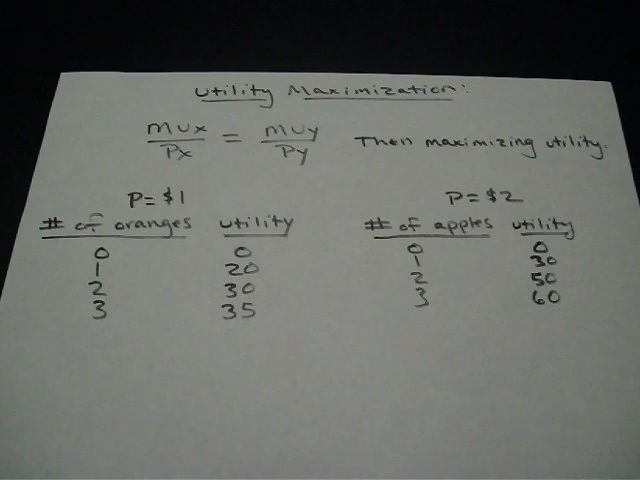 Utility Maximization:
MUx / Px = MUy / Py Then maximizing utility.
P=$1 P=$2
# of oranges utility # of apples utility
0 0 0 0
1 20 1 30
2 30 2 50
3 35 3 60